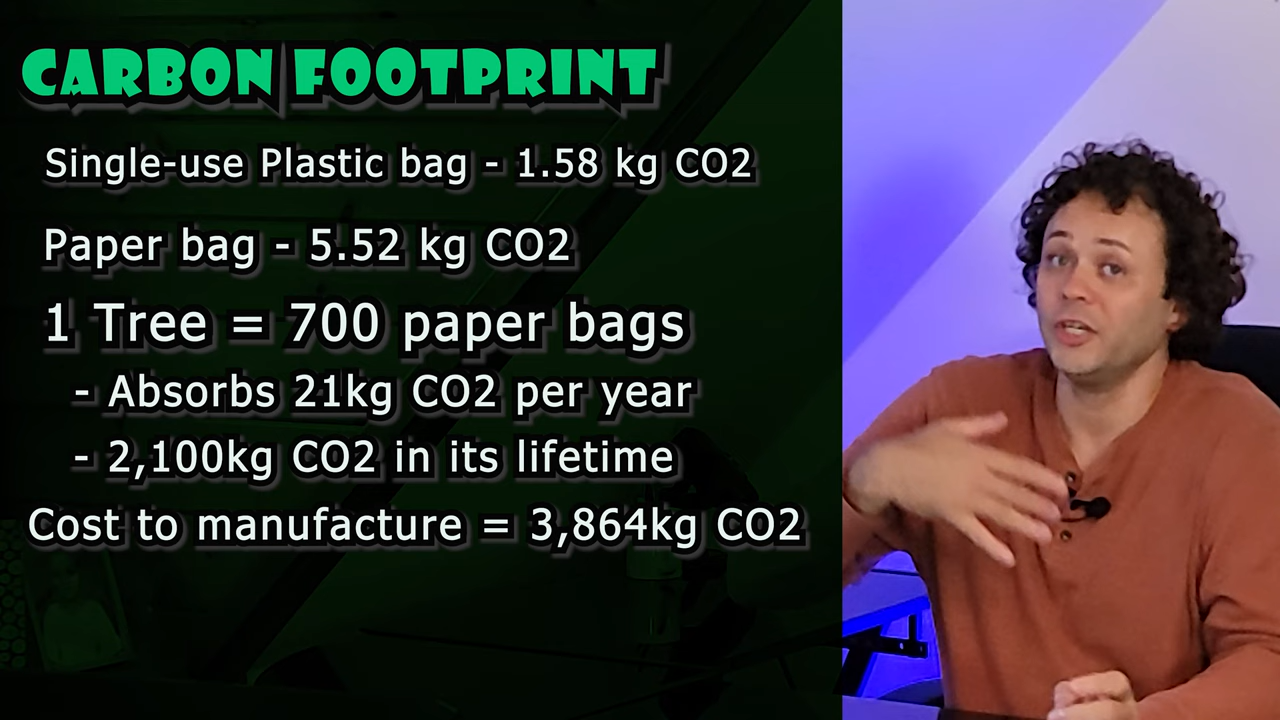 CARBON FOOTPRINT
Single-use Plastic bag - 1.58 kg CO2
Paper bag - 5.52 kg CO2
1 Tree = 700 paper bags
- Absorbs 21kg CO2 per year
- 2,100kg CO2 in its lifetime
Cost to manufacture = 3,864kg CO2